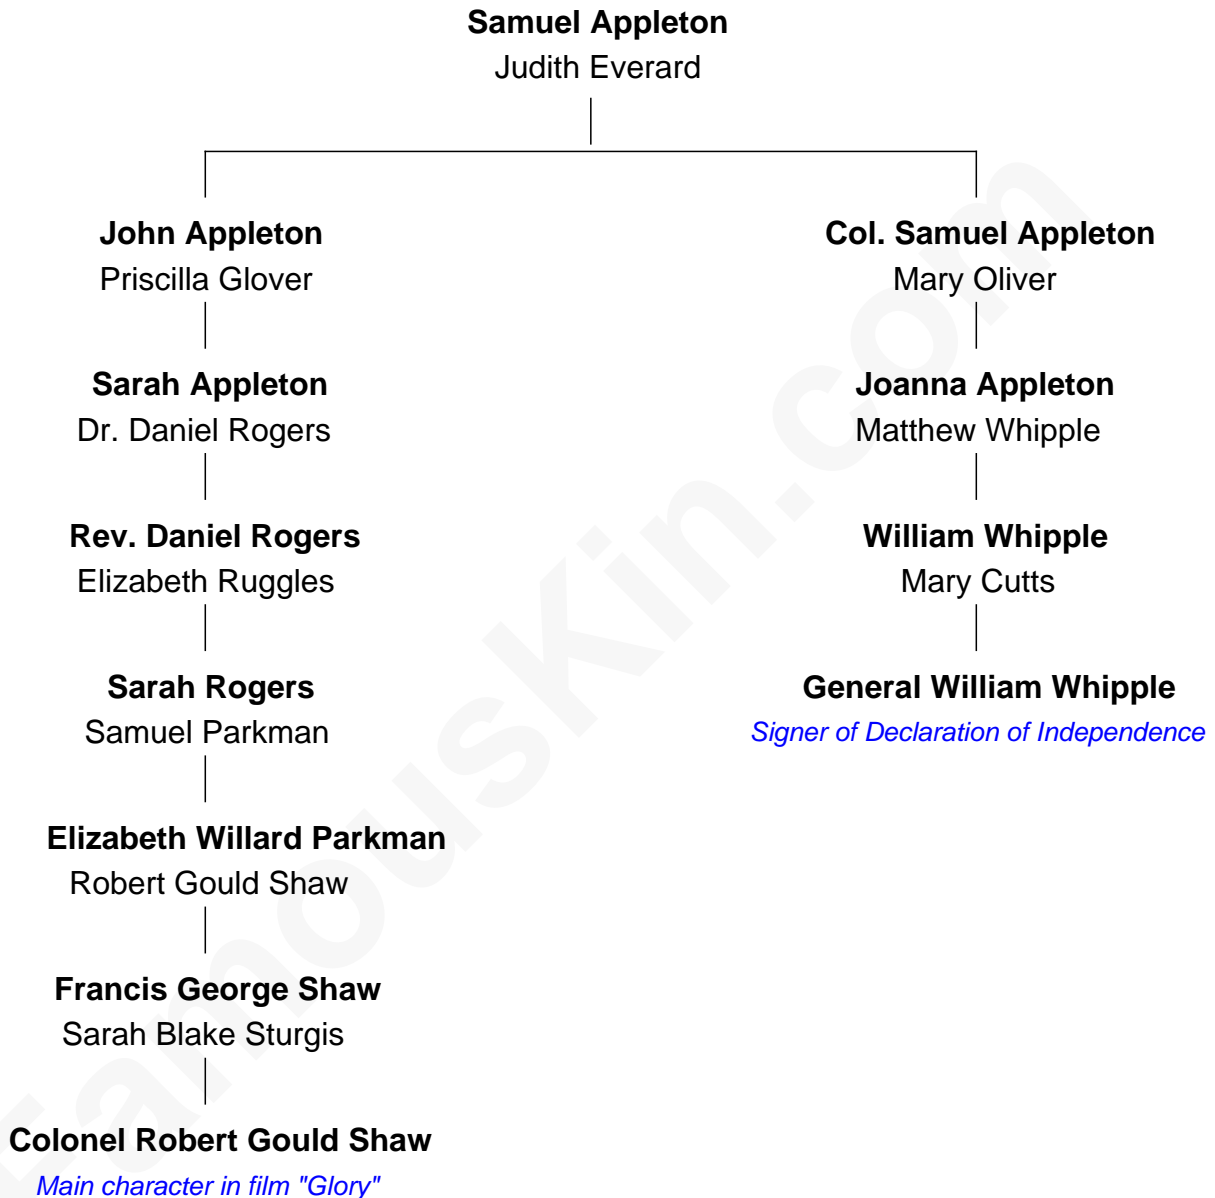 Samuel Appleton
Judith Everard
John Appleton
Priscilla Glover
Col. Samuel Appleton
Mary Oliver
Sarah Appleton
Dr. Daniel Rogers
Joanna Appleton
Matthew Whipple
Rev. Daniel Rogers
Elizabeth Ruggles
William Whipple
Mary Cutts
Sarah Rogers
Samuel Parkman
General William Whipple
Signer of Declaration of Independence
Elizabeth Willard Parkman
Robert Gould Shaw
Francis George Shaw
Sarah Blake Sturgis
Colonel Robert Gould Shaw
Main character in film "Glory"
FamousKin.com